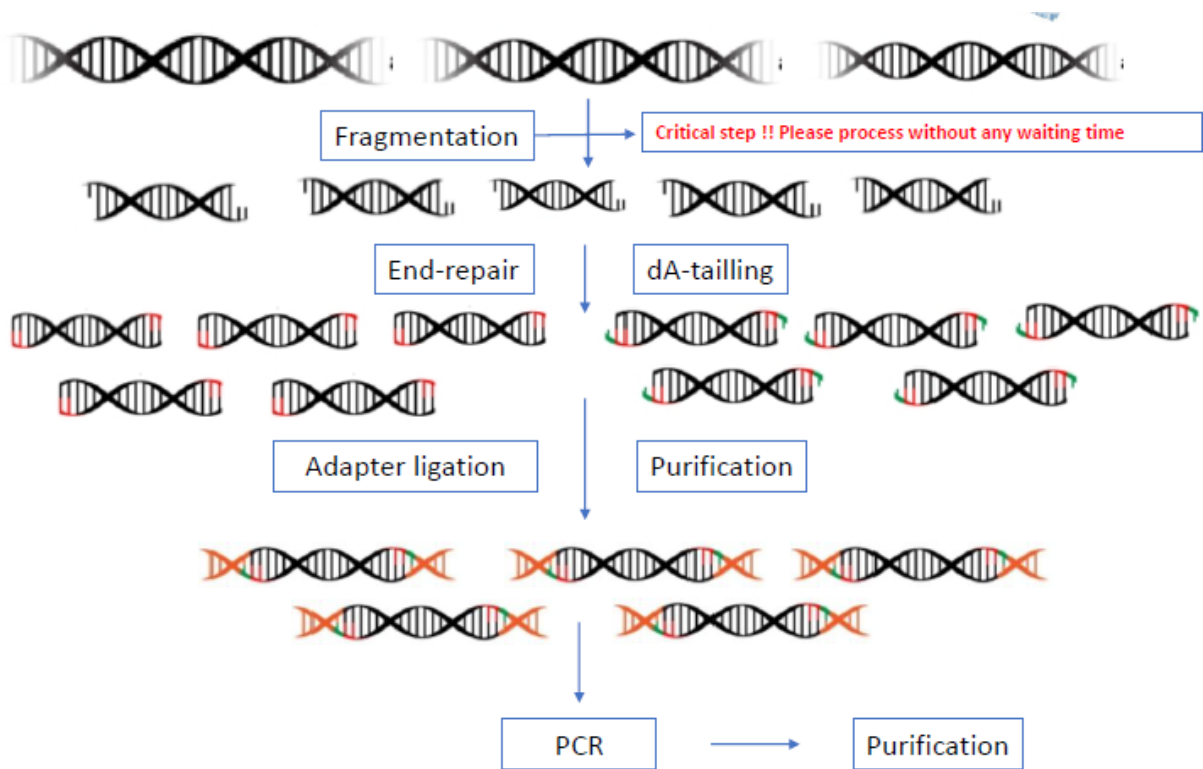 Fragmentation
Critical step !! Please process without any waiting time
End-repair
dA-tailling
Adapter ligation
Purification
PCR
Purification